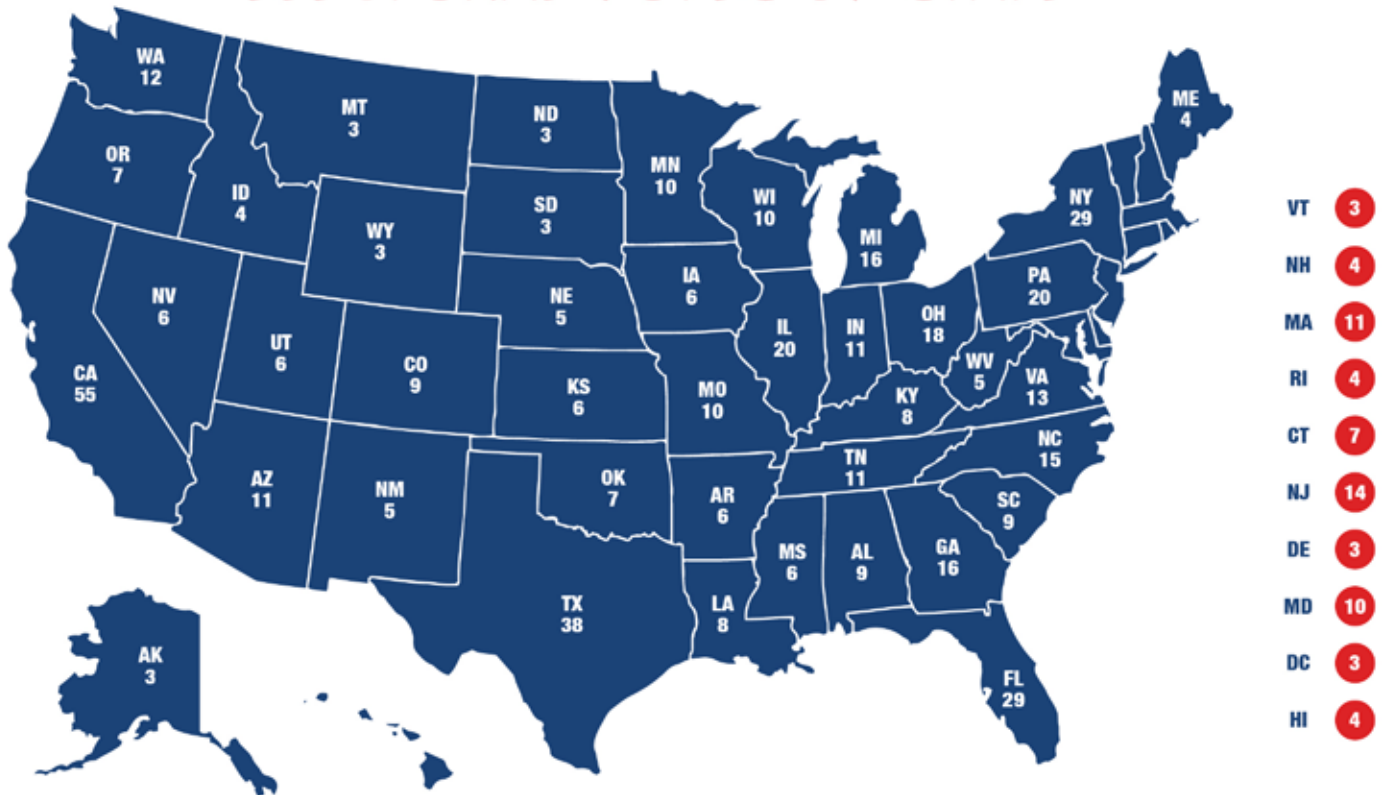 WA
12
OR
7
CA
55
NV
6
ID
4
MT
3
WY
3
UT
6
CO
9
AZ
11
NM
5
ND
3
SD
3
NE
5
KS
6
OK
7
TX
38
MN
10
IA
6
MO
10
AR
6
LA
8
WI
10
IL
20
MI
16
IN
11
OH
18
KY
8
TN
11
MS
6
AL
9
GA
16
FL
29
SC
9
NC
15
VA
13
WV
5
PA
20
NY
29
ME
4
AK
3
VT 3
NH 4
MA 11
RI 4
CT 7
NJ 14
DE 3
MD 10
DC 3
HI 4